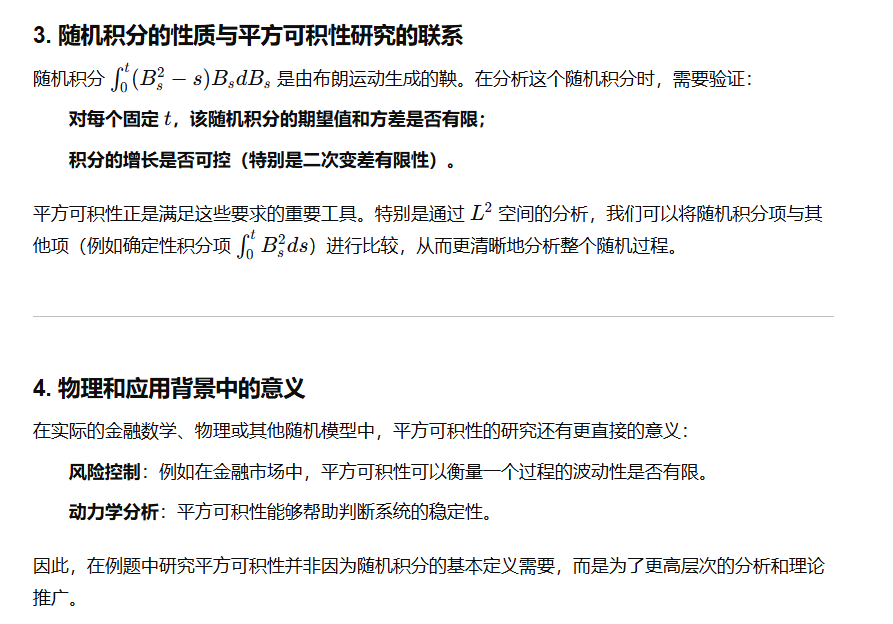 3. 随机积分的性质与平方可积性研究的联系
随机积分 ∫₀ᵗ(Bₛ² − s)BₛdBₛ 是由布朗运动生成的鞅。在分析这个随机积分时，需要验证：
对每个固定 t，该随机积分的期望值和方差是否有限；
积分的增长是否可控（特别是二次变差有限性）。
平方可积性正是满足这些要求的重要工具。特别是通过 L² 空间的分析，我们可以将随机积分项与其
他项（例如确定性积分项 ∫₀ᵗ Bₛ²ds）进行比较，从而更清晰地分析整个随机过程。
4. 物理和应用背景中的意义
在实际的金融数学、物理或其他随机模型中，平方可积性的研究还有更直接的意义：
风险控制：例如在金融市场中，平方可积性可以衡量一个过程的波动性是否有限。
动力学分析：平方可积性能够帮助判断系统的稳定性。
因此，在例题中研究平方可积性并非因为随机积分的基本定义需要，而是为了更高层次的分析和理论
推广。